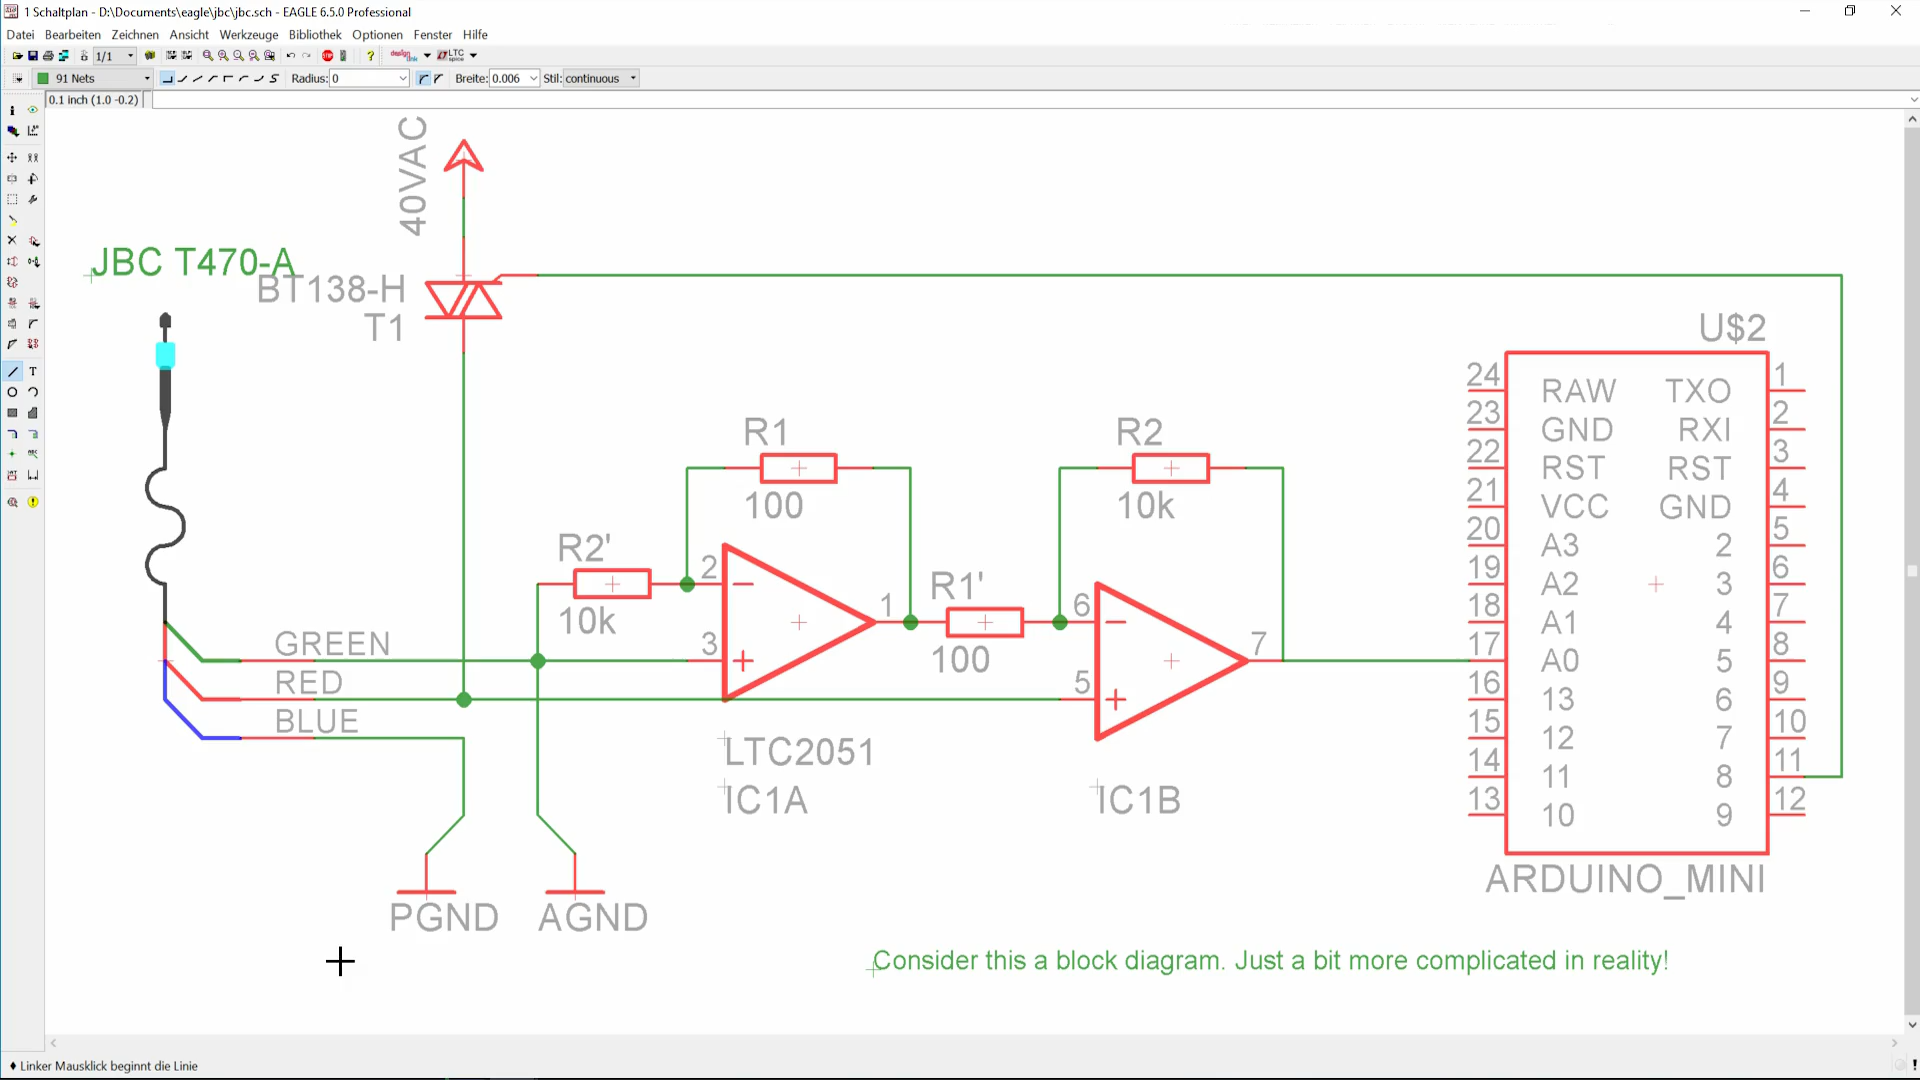 1 Schaltplan - D:\Documents\eagle\jbc\jbc.sch - EAGLE 6.5.0 Professional
Datei Bearbeiten Zeichnen Ansicht Werkzeuge Bibliothek Optionen Fenster Hilfe
1/1
91 Nets Radius: 0 Breite: 0.006 Stil: continuous
0.1 inch (1.0 -0.2)
40VAC
JBC T470-A
BT138-H
T1
U$2
24 RAW TXO 1
23 GND RXI 2
22 RST RST 3
21 VCC GND 4
20 A3 2 5
19 A2 3 6
18 A1 4 7
17 A0 5 8
16 13 6 9
15 12 7 10
14 11 8 11
13 10 9 12
ARDUINO_MINI
R1
100
R2
10k
R2'
10k
2
3
1
R1'
100
6
5
7
GREEN
RED
BLUE
LTC2051
IC1A
IC1B
PGND
AGND
Consider this a block diagram. Just a bit more complicated in reality!
Linker Mausklick beginnt die Linie